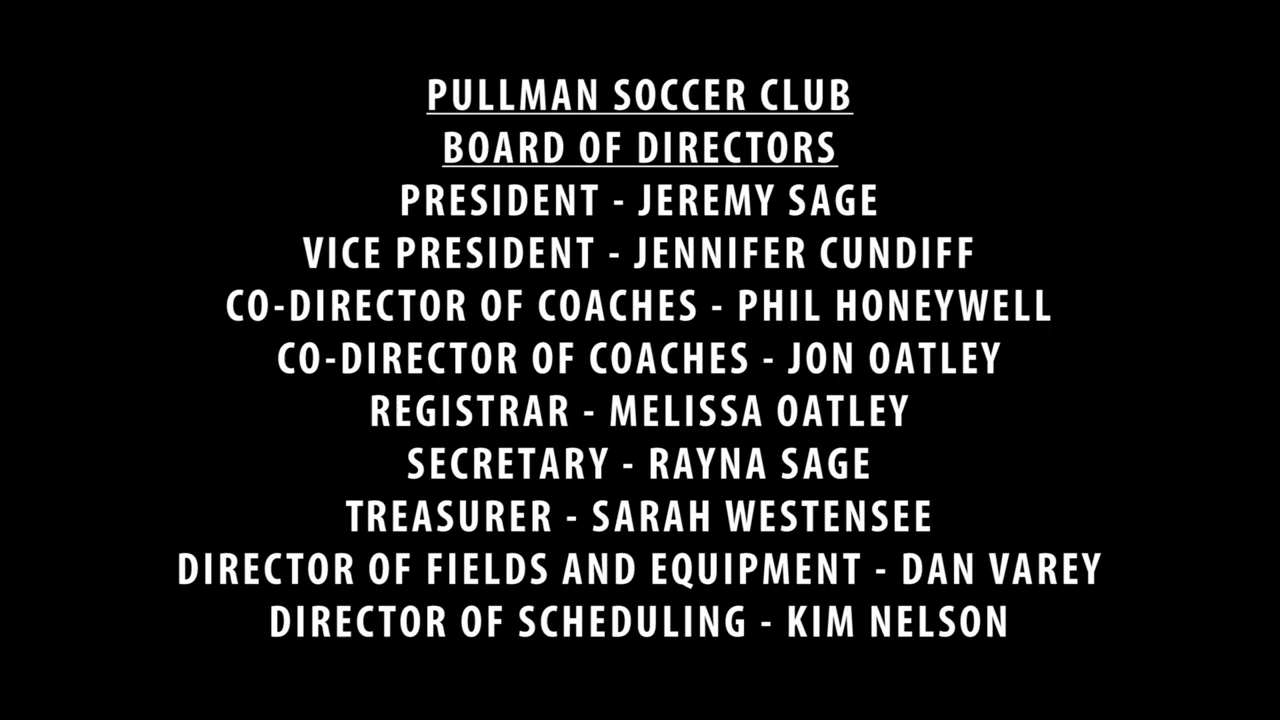 PULLMAN SOCCER CLUB
BOARD OF DIRECTORS
PRESIDENT - JEREMY SAGE
VICE PRESIDENT - JENNIFER CUNDIFF
CO-DIRECTOR OF COACHES - PHIL HONEYWELL
CO-DIRECTOR OF COACHES - JON OATLEY
REGISTRAR - MELISSA OATLEY
SECRETARY - RAYNA SAGE
TREASURER - SARAH WESTENSEE
DIRECTOR OF FIELDS AND EQUIPMENT - DAN VAREY
DIRECTOR OF SCHEDULING - KIM NELSON